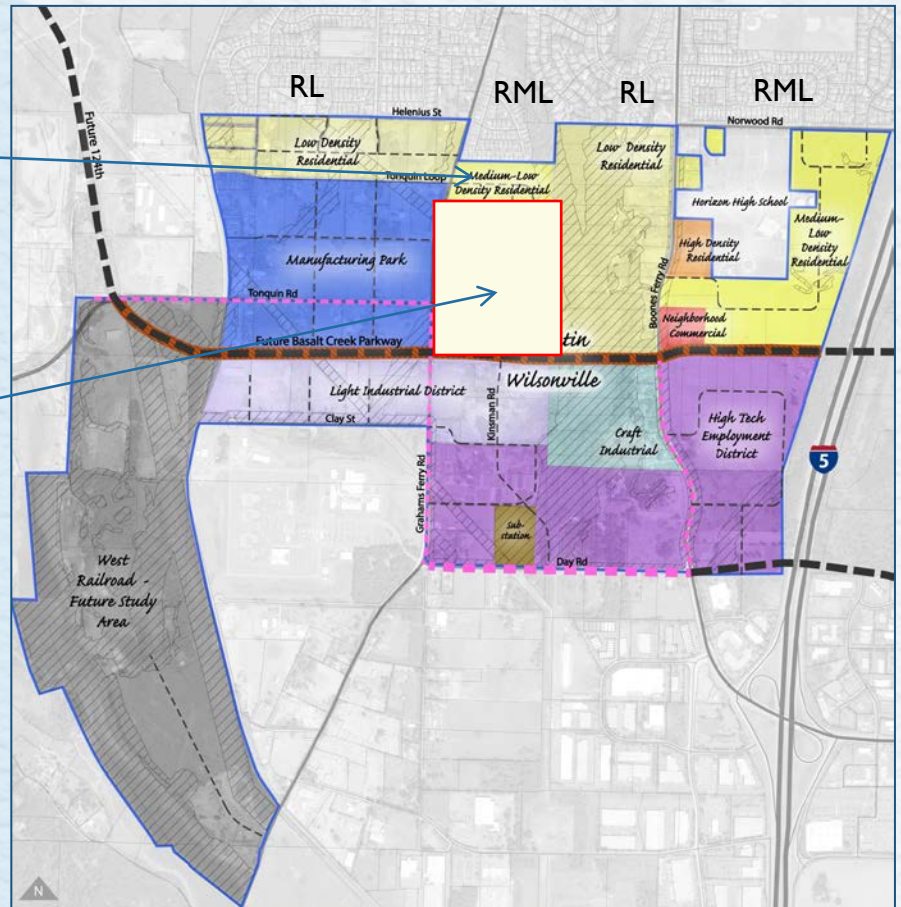 RL
RML
RL
RML
Helenius St
Norwood Rd
Future 124th
Low Density
Residential
Low Density
Residential
Tonquin Loop
Medium-Low
Density Residential
Horizon High School
Medium-
Low
Density
Residential
High Density
Residential
Manufacturing Park
Boones Ferry Rd
Tonquin Rd
Neighborhood
Commercial
Future Basalt Creek Parkway
tin
Wilsonville
Light Industrial District
Kinsman Rd
Clay St
Craft
Industrial
High Tech
Employment
District
5
Grahams Ferry Rd
Sub-
station
Day Rd
West
Railroad -
Future Study
Area
N